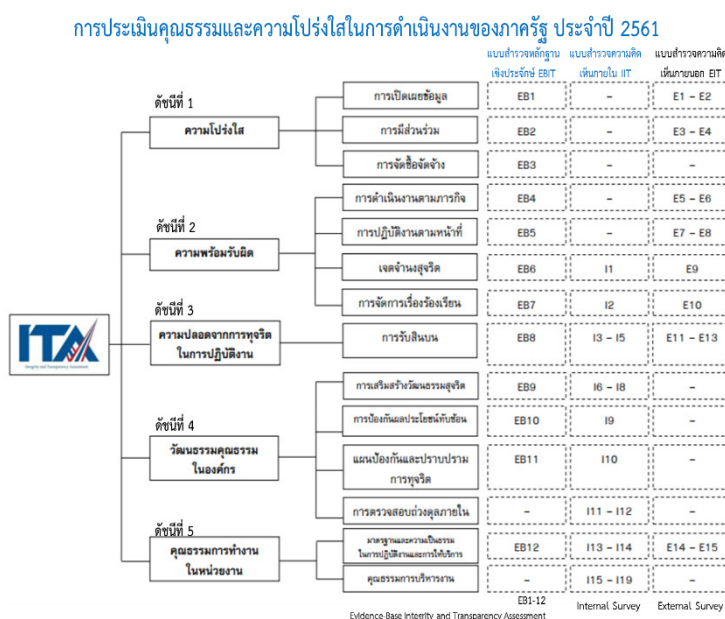 การประเมินคุณธรรมและความโปร่งใสในการดำเนินงานของภาครัฐ ประจำปี 2561
แบบสำรวจหลักฐาน แบบสำรวจความคิด แบบสำรวจความคิด
เชิงประจักษ์ EBIT เห็นภายใน IIT เห็นภายนอก EIT
ดัชนีที่ 1
ความโปร่งใส
การเปิดเผยข้อมูล EB1 - E1 - E2
การมีส่วนร่วม EB2 - E3 - E4
การจัดซื้อจัดจ้าง EB3 - -
ดัชนีที่ 2
ความพร้อมรับผิด
การดำเนินงานตามภารกิจ EB4 - E5 - E6
การปฏิบัติงานตามหน้าที่ EB5 - E7 - E8
เจตจำนงสุจริต EB6 I1 E9
การจัดการเรื่องร้องเรียน EB7 I2 E10
ITA
Integrity and Transparency Assessment
ดัชนีที่ 3
ความปลอดจากการทุจริต
ในการปฏิบัติงาน
การรับสินบน EB8 I3 - I5 E11 - E13
ดัชนีที่ 4
วัฒนธรรมคุณธรรม
ในองค์กร
การเสริมสร้างวัฒนธรรมสุจริต EB9 I6 - I8 -
การป้องกันผลประโยชน์ทับซ้อน EB10 I9 -
แผนป้องกันและปราบปราม EB11 I10 -
การทุจริต
การตรวจสอบถ่วงดุลภายใน - I11 - I12 -
ดัชนีที่ 5
คุณธรรมการทำงาน
ในหน่วยงาน
มาตรฐานและความเป็นธรรม
ในการปฏิบัติงานและการให้บริการ EB12 I13 - I14 E14 - E15
คุณธรรมการบริหารงาน - I15 - I19 -
EB1-12 Internal Survey External Survey
Evidence-Base Interrity and Transparency Assessment